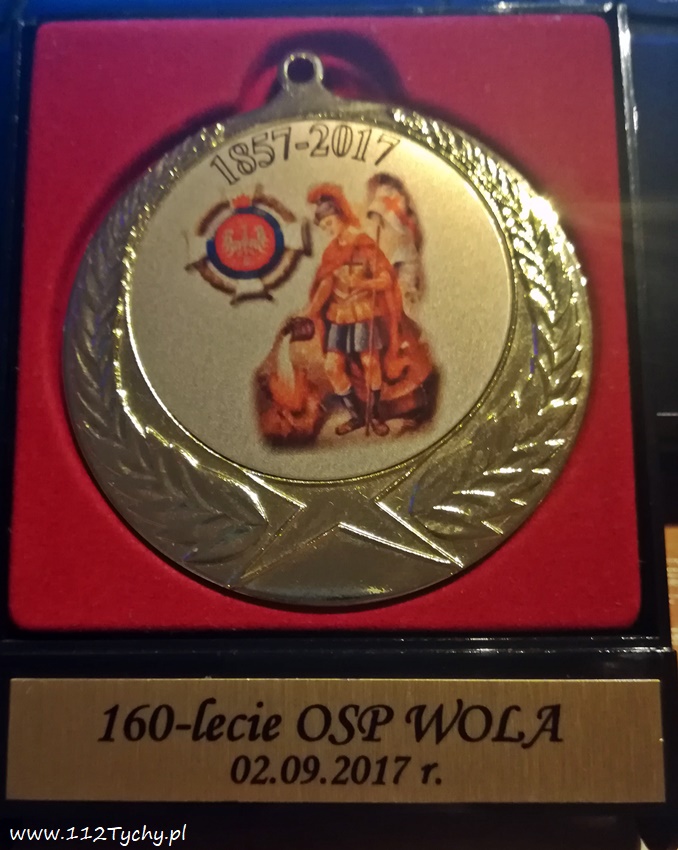 1857-2017
160-lecie OSP WOLA
02.09.2017 r.
www.112Tychy.pl